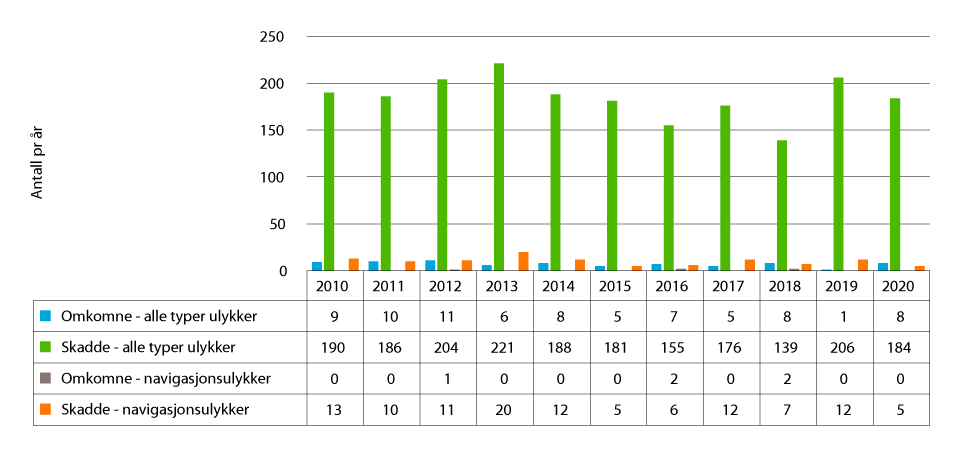 Antall pr år
250
200
150
100
50
0
2010 2011 2012 2013 2014 2015 2016 2017 2018 2019 2020
Omkomne - alle typer ulykker 9 10 11 6 8 5 7 5 8 1 8
Skadde - alle typer ulykker 190 186 204 221 188 181 155 176 139 206 184
Omkomne - navigasjonsulykker 0 0 1 0 0 0 2 0 2 0 0
Skadde - navigasjonsulykker 13 10 11 20 12 5 6 12 7 12 5